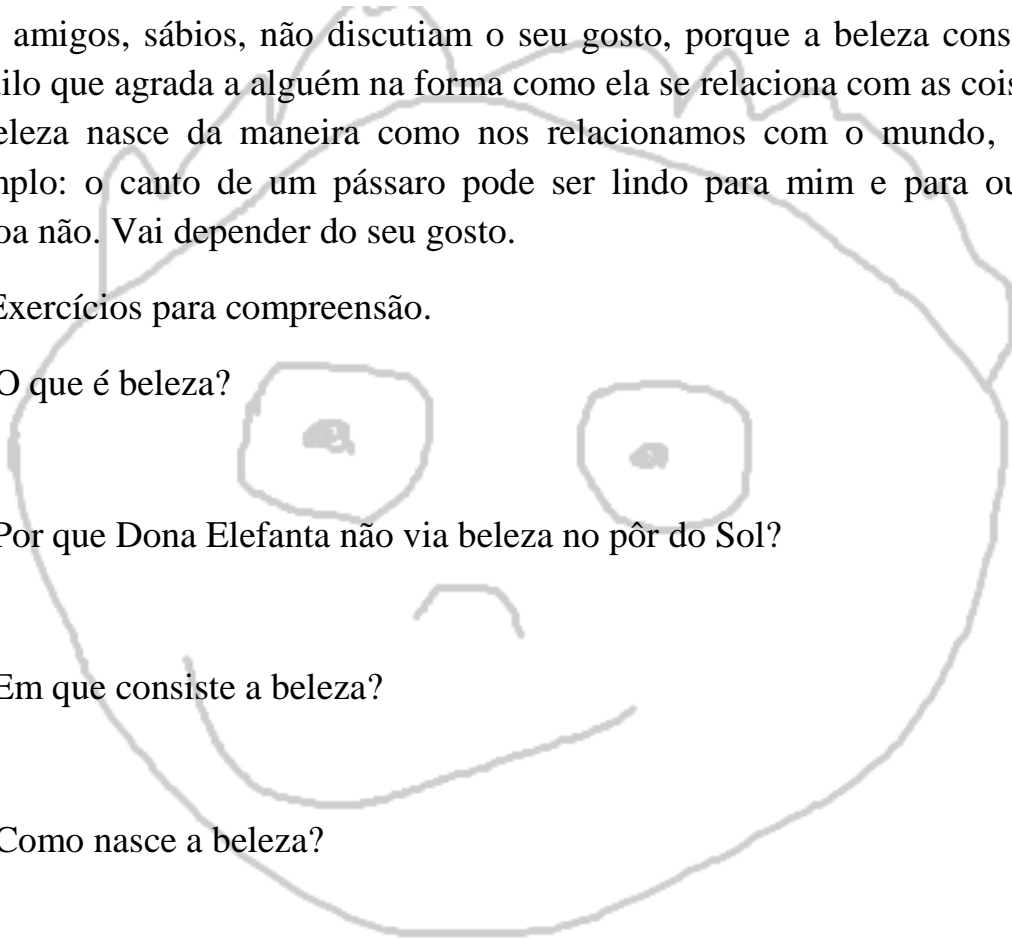 amigos, sábios, não discutiam o seu gosto, porque a beleza cons
uilo que agrada a alguém na forma como ela se relaciona com as cois
eleza nasce da maneira como nos relacionamos com o mundo,
mplo: o canto de um pássaro pode ser lindo para mim e para ou
oa não. Vai depender do seu gosto.
Exercícios para compreensão.
O que é beleza?
Por que Dona Elefanta não via beleza no pôr do Sol?
Em que consiste a beleza?
Como nasce a beleza?